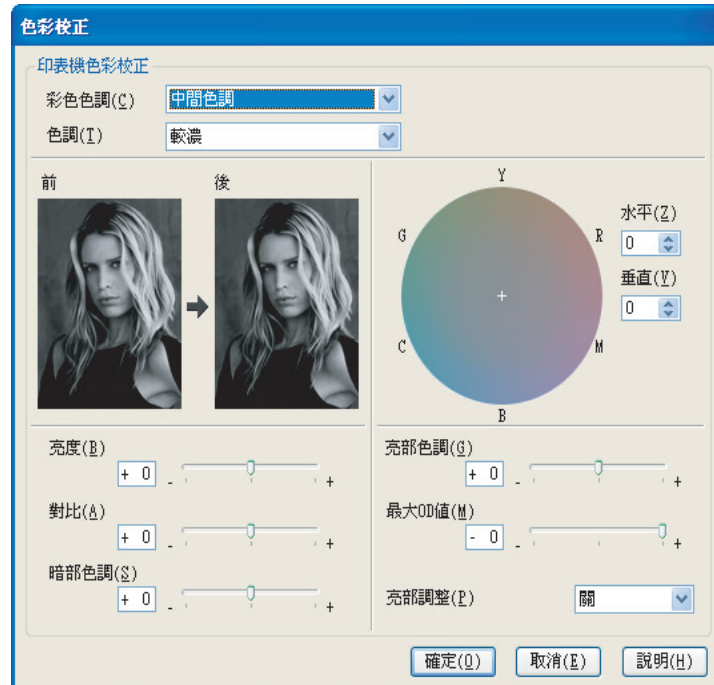 色彩校正
印表機色彩校正
彩色色調(C) 中間色調
色調(T) 較濃
前 後
Y
G R
C M
B
水平(Z)
0
垂直(Y)
0
亮度(B)
+ 0 - +
對比(A)
+ 0 - +
暗部色調(S)
+ 0 - +
亮部色調(G)
+ 0 - +
最大OD值(M)
- 0 - +
亮部調整(P) 關
確定(O) 取消(E) 說明(H)